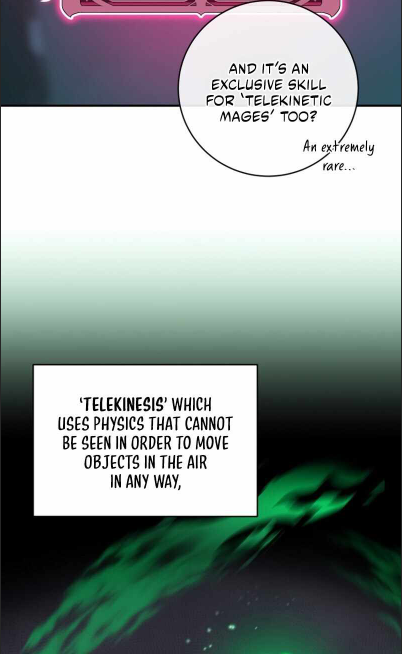 AND IT'S AN
EXCLUSIVE SKILL
FOR 'TELEKINETIC
MAGES' TOO?
An extremely
rare...
'TELEKINESIS' WHICH
USES PHYSICS THAT CANNOT
BE SEEN IN ORDER TO MOVE
OBJECTS IN THE AIR
IN ANY WAY,